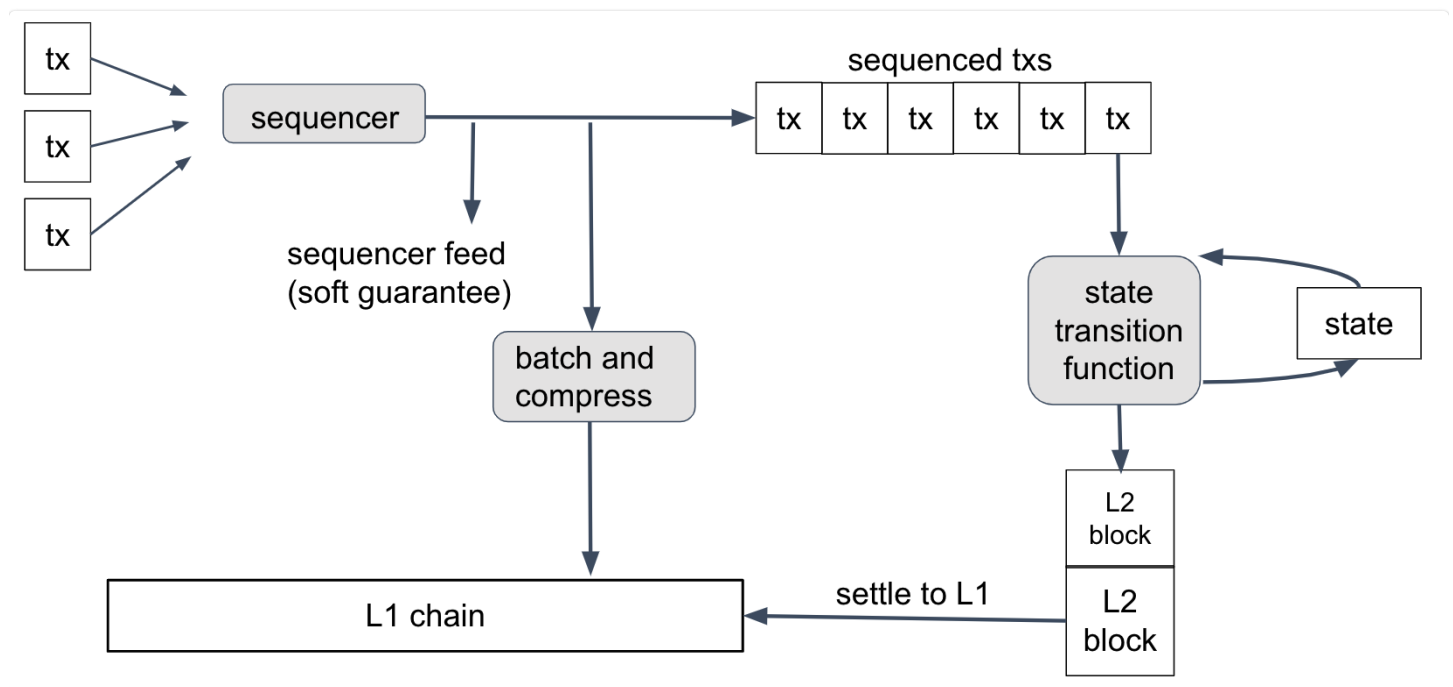 tx
tx
tx
sequencer
sequenced txs
tx tx tx tx tx tx
sequencer feed
(soft guarantee)
batch and
compress
state
transition
function
state
L2
block
L2
block
settle to L1
L1 chain